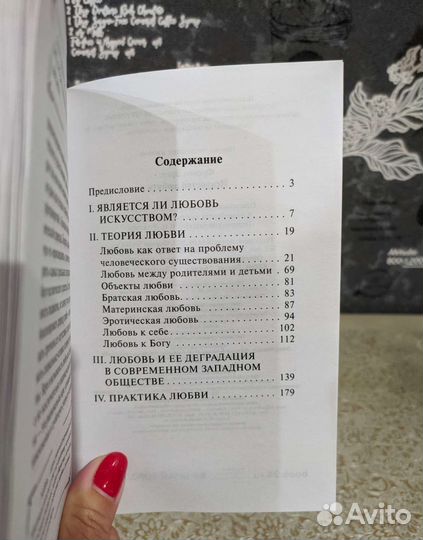 Содержание
Предисловие . . . . . . . . . . . . . . . . . . . . . . . . . 3
I. ЯВЛЯЕТСЯ ЛИ ЛЮБОВЬ
ИСКУССТВОМ? . . . . . . . . . . . . . . . . . . . . 7
II. ТЕОРИЯ ЛЮБВИ . . . . . . . . . . . . . . . . . 19
Любовь как ответ на проблему
человеческого существования. . . . . . . . . 21
Любовь между родителями и детьми . . 69
Объекты любви . . . . . . . . . . . . . . . . . . . . 81
Братская любовь. . . . . . . . . . . . . . . . . . . . 83
Материнская любовь . . . . . . . . . . . . . . . 87
Эротическая любовь . . . . . . . . . . . . . . . . 94
Любовь к себе. . . . . . . . . . . . . . . . . . . . . 102
Любовь к Богу . . . . . . . . . . . . . . . . . . . . 112
III. ЛЮБОВЬ И ЕЕ ДЕГРАДАЦИЯ
В СОВРЕМЕННОМ ЗАПАДНОМ
ОБЩЕСТВЕ . . . . . . . . . . . . . . . . . . . . . . 139
IV. ПРАКТИКА ЛЮБВИ . . . . . . . . . . . . . 179
Avito